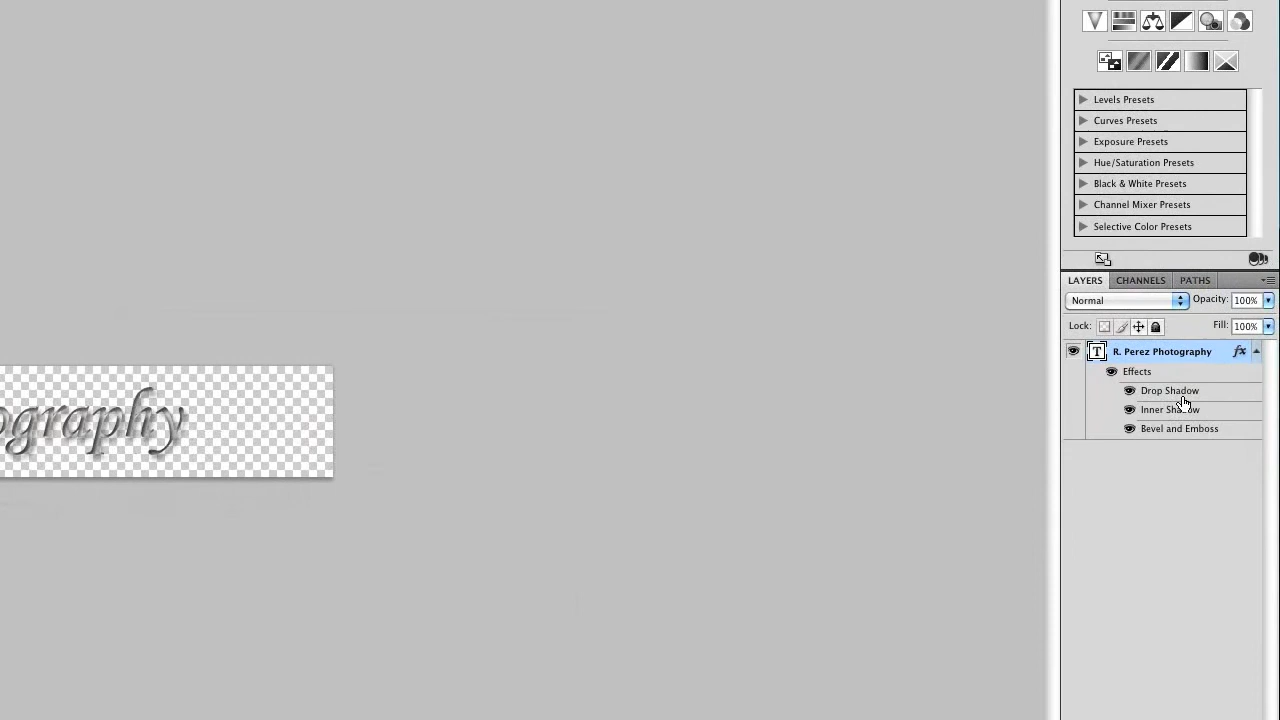 Levels Presets
Curves Presets
Exposure Presets
Hue/Saturation Presets
Black & White Presets
Channel Mixer Presets
Selective Color Presets
LAYERS CHANNELS PATHS
Normal Opacity: 100%
Lock: Fill: 100%
T R. Perez Photography fx
Effects
Drop Shadow
Inner Shadow
Bevel and Emboss
ography